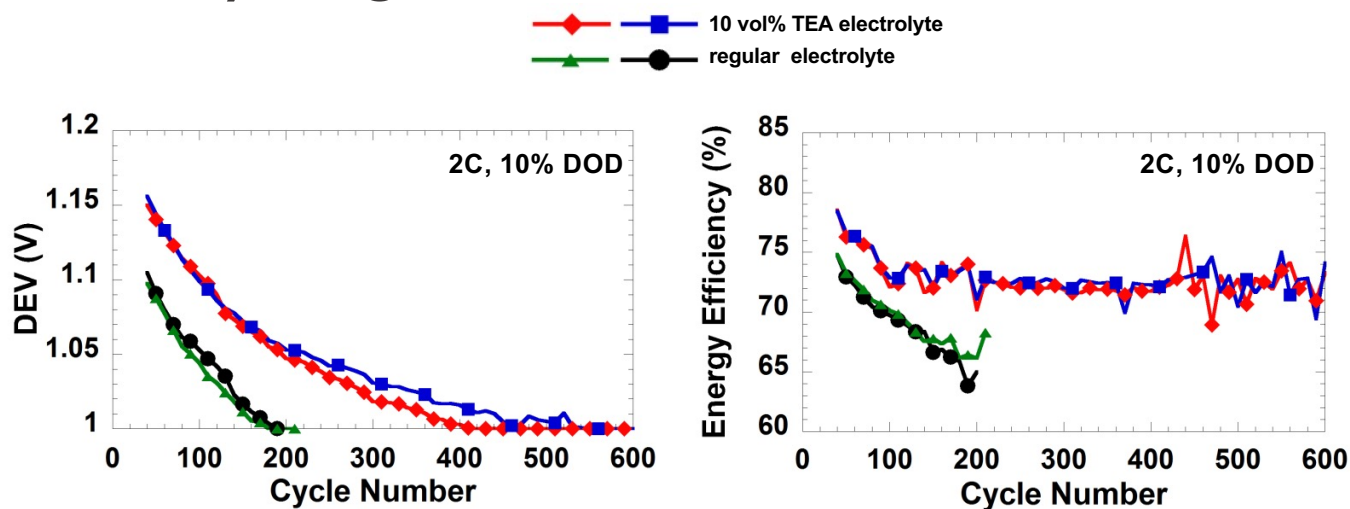 10 vol% TEA electrolyte
regular electrolyte
1.2
1.15
1.1
1.05
1
DEV (V)
2C, 10% DOD
0 100 200 300 400 500 600
Cycle Number
85
80
75
70
65
60
Energy Efficiency (%)
2C, 10% DOD
0 100 200 300 400 500 600
Cycle Number